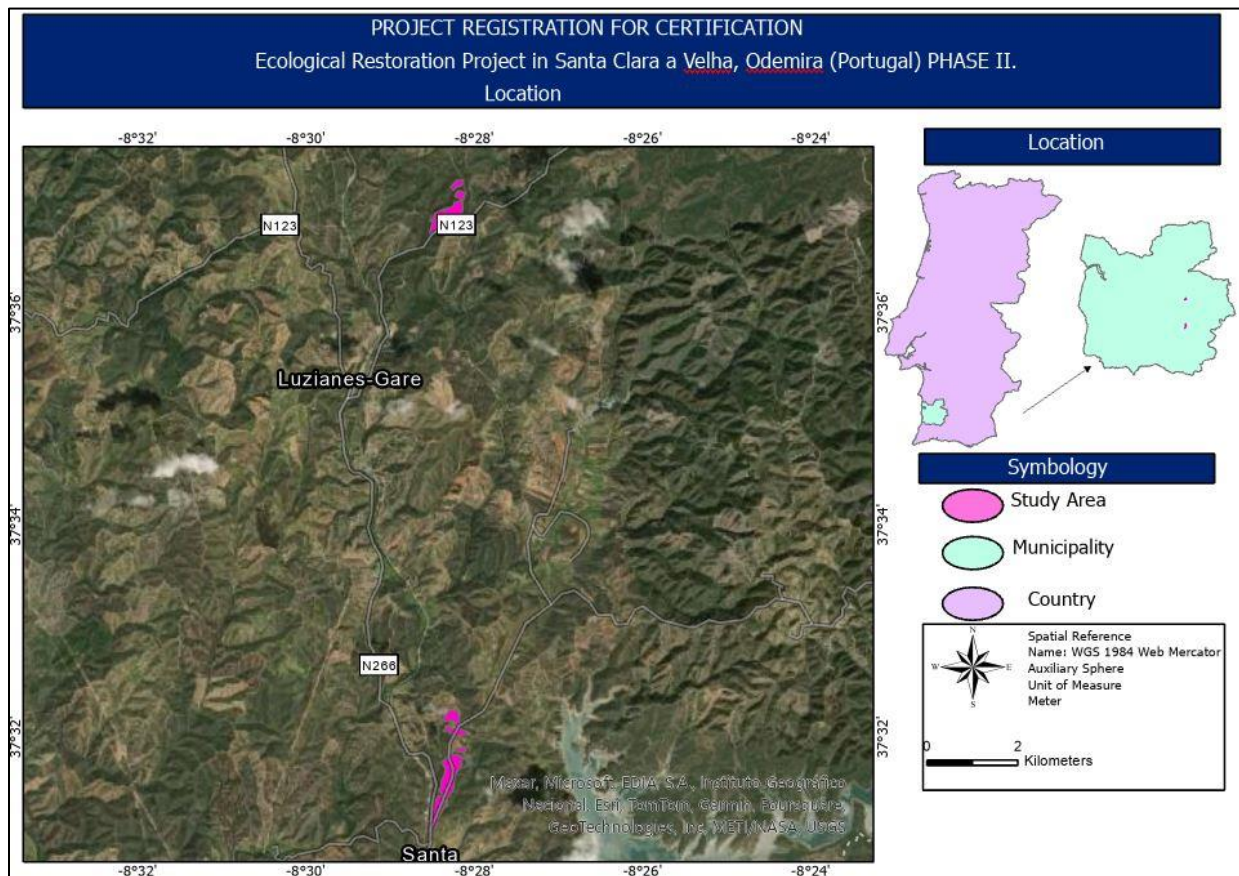 PROJECT REGISTRATION FOR CERTIFICATION
Ecological Restoration Project in Santa Clara a Velha, Odemira (Portugal) PHASE II.
Location
-8°32'
-8°30'
-8°28'
-8°26'
-8°24'
Location
N123
N123
37°36'
37°36'
Luzianes-Gare
Symbology
Study Area
37°34'
37°34'
Municipality
Country
N266
N
W
E
S
Spatial Reference
Name: WGS 1984 Web Mercator
Auxiliary Sphere
Unit of Measure
Meter
37°32'
37°32'
0
2
Kilometers
Maxar, Microsoft, EDIA, S.A., Instituto Geográfico
Nacional, Esri, TomTom, Garmin, Foursquare,
GeoTechnologies, Inc, METI/NASA, USGS
Santa
-8°32'
-8°30'
-8°28'
-8°26'
-8°24'